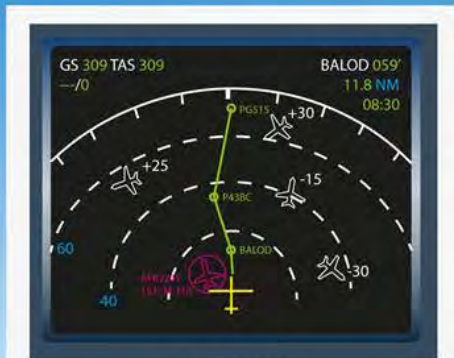 GS 309 TAS 309
---/0
BALOD 059'
11.8 NM
08:30
PG515
+30
+25
-15
P43BC
60
BALOD
-30
40